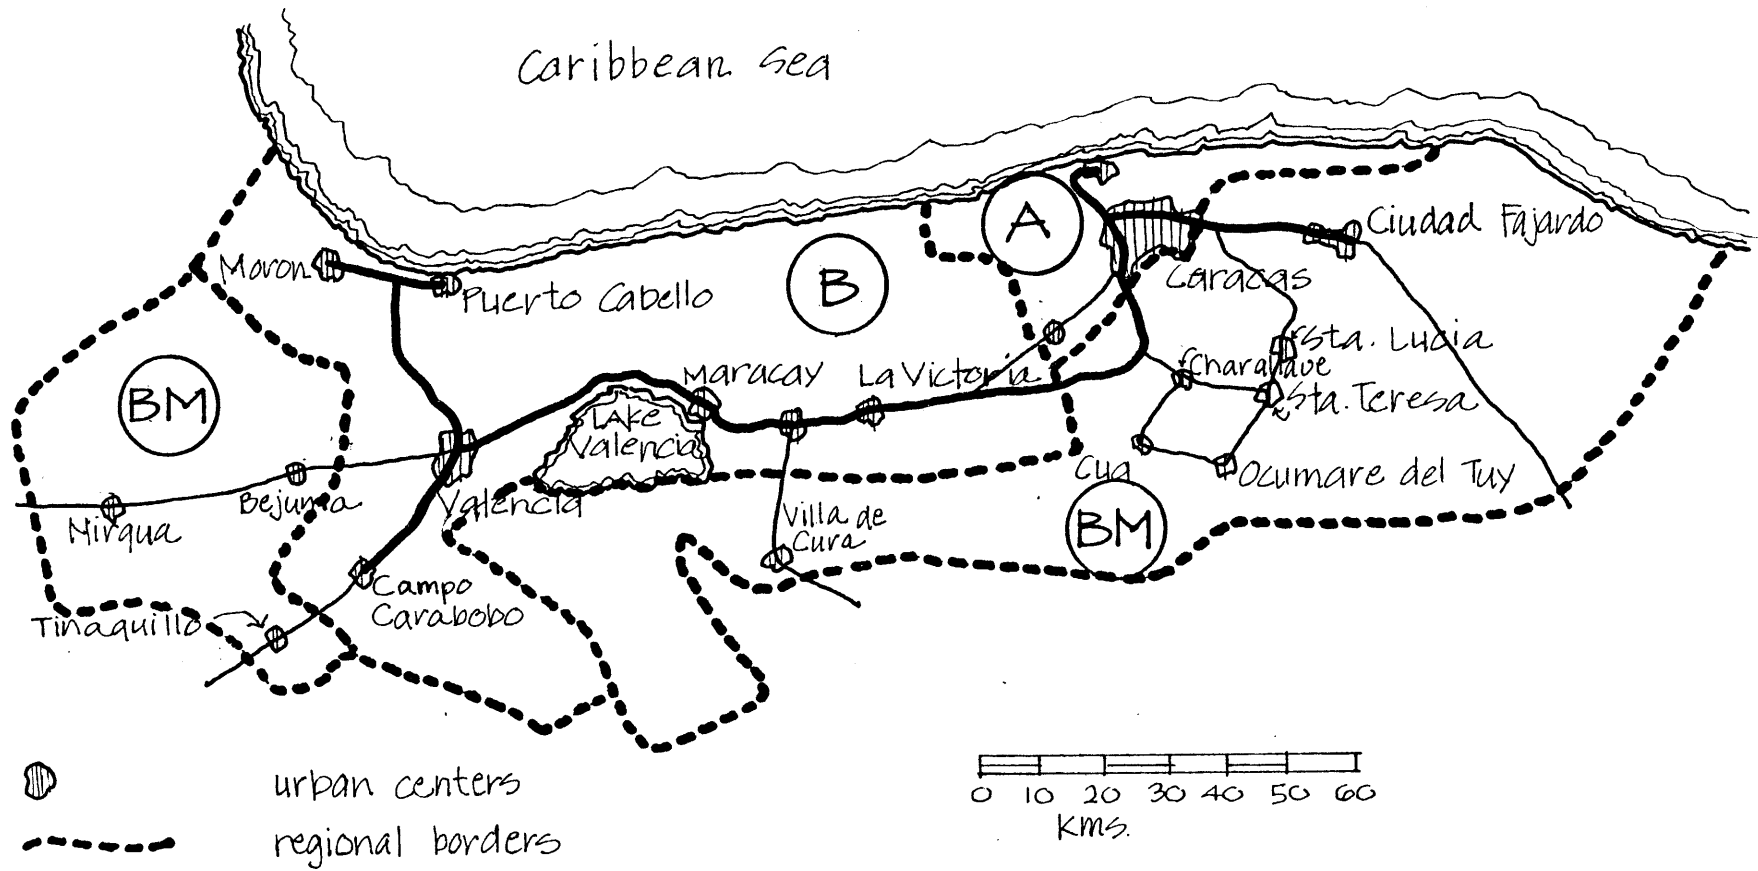 Caribbean Sea
A
Ciudad Fajardo
Moron
Puerto Cabello
B
Caracas
Sta. Lucia
Maracay
La Victoria
Charallave
BM
LAKE
Valencia
Sta. Teresa
Cua
Ocumare del Tuy
Bejuma
Valencia
Mirqua
Villa de
Cura
BM
Campo
Carabobo
Tinaquillo
urban centers
0 10 20 30 40 50 60
KMS.
regional borders